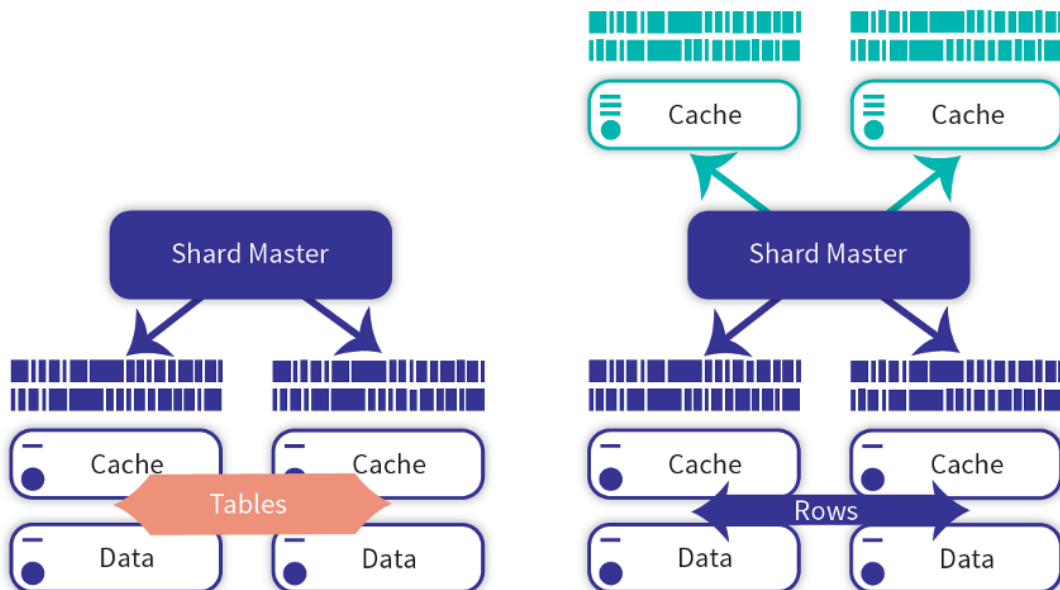 Cache
Cache
Shard Master
Shard Master
Cache
Cache
Cache
Cache
Tables
Rows
Data
Data
Data
Data